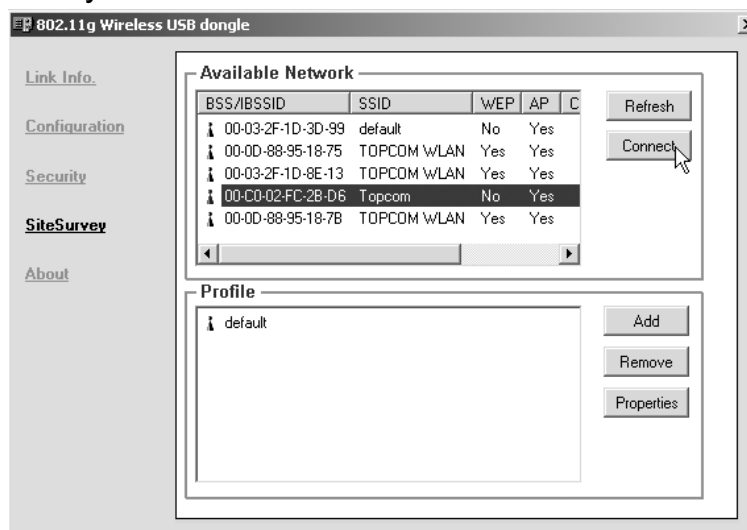 802.11g Wireless USB dongle
Link Info.
Configuration
Security
SiteSurvey
About
Available Network
BSS/IBSSID SSID WEP AP C
00-03-2F-1D-3D-99 default No Yes
00-0D-88-95-18-75 TOPCOM WLAN Yes Yes
00-03-2F-1D-8E-13 TOPCOM WLAN Yes Yes
00-C0-02-FC-2B-D6 Topcom No Yes
00-0D-88-95-18-7B TOPCOM WLAN Yes Yes
Refresh
Connect
Profile
default
Add
Remove
Properties